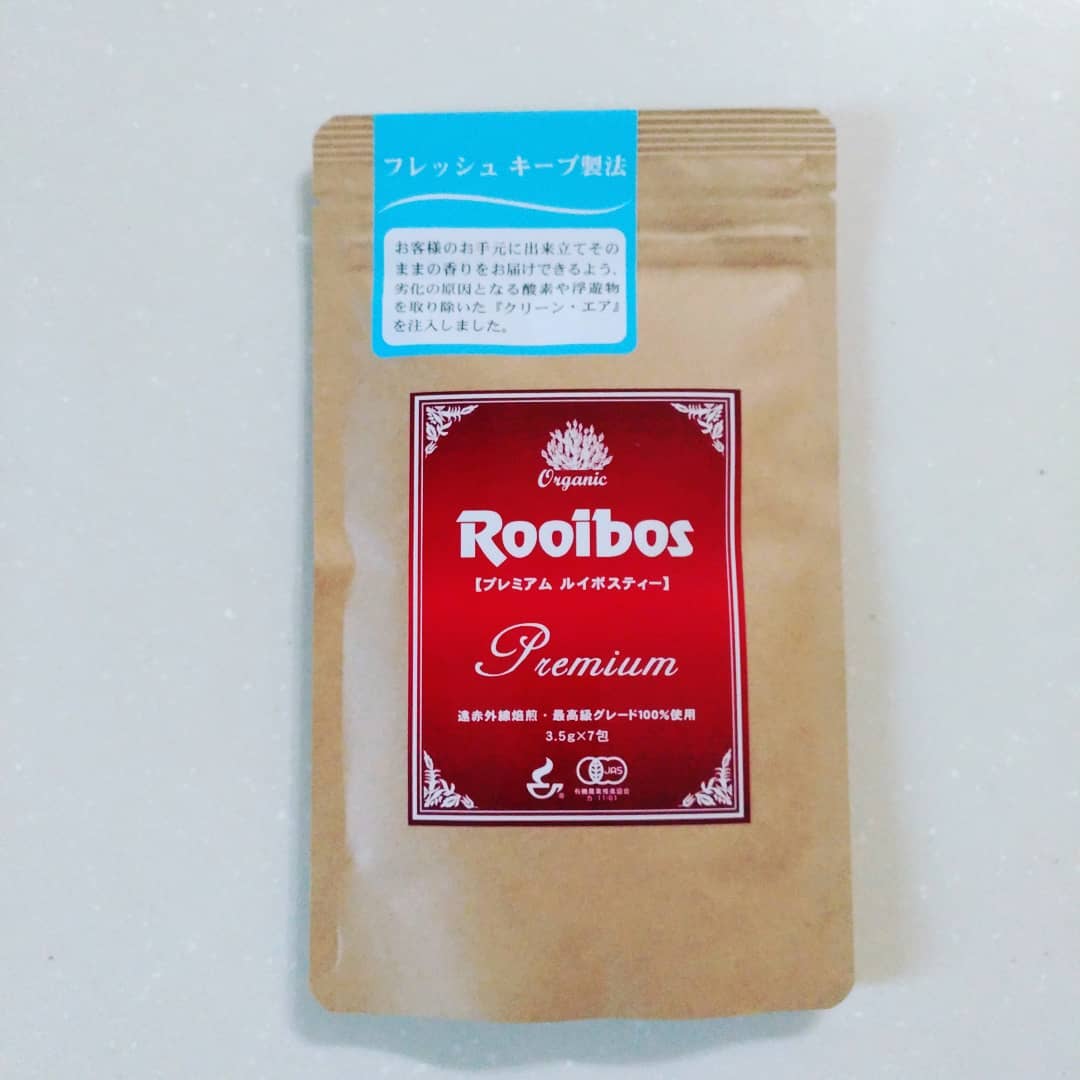 フレッシュ キープ製法
お客様のお手元に出来立てその
ままの香りをお届けできるよう、
劣化の原因となる酸素や浮遊物
を取り除いた『クリーン・エア』
を注入しました。
Organic
Rooibos
【プレミアム ルイボスティー】
Premium
遠赤外線焙煎・最高級グレード100%使用
3.5g×7包
JAS